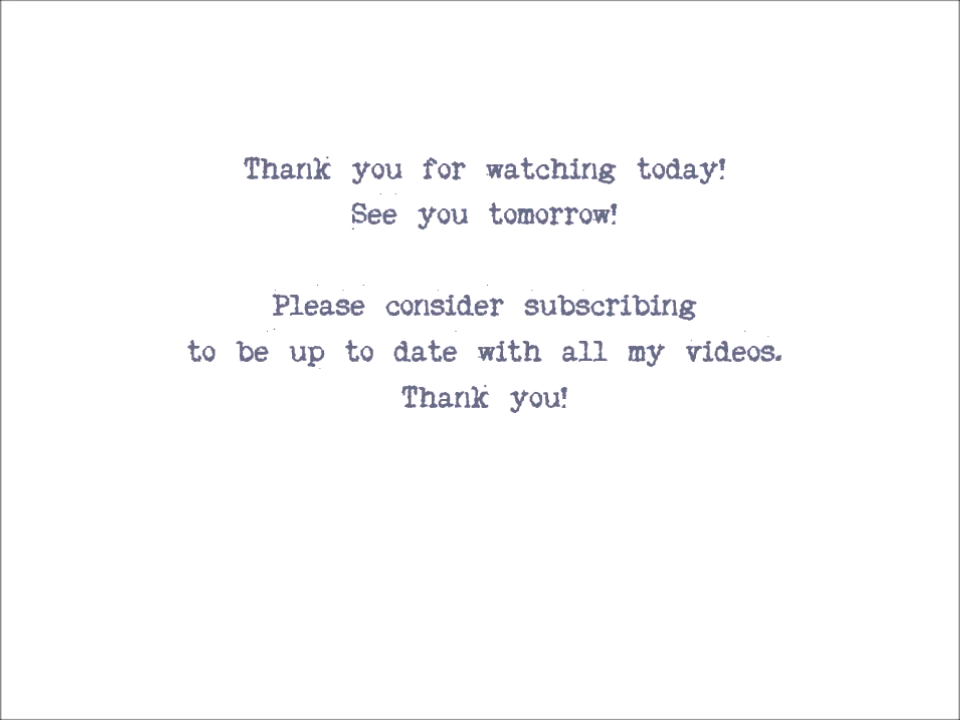 Thank you for watching today!
See you tomorrow!
Please consider subscribing
to be up to date with all my videos.
Thank you!